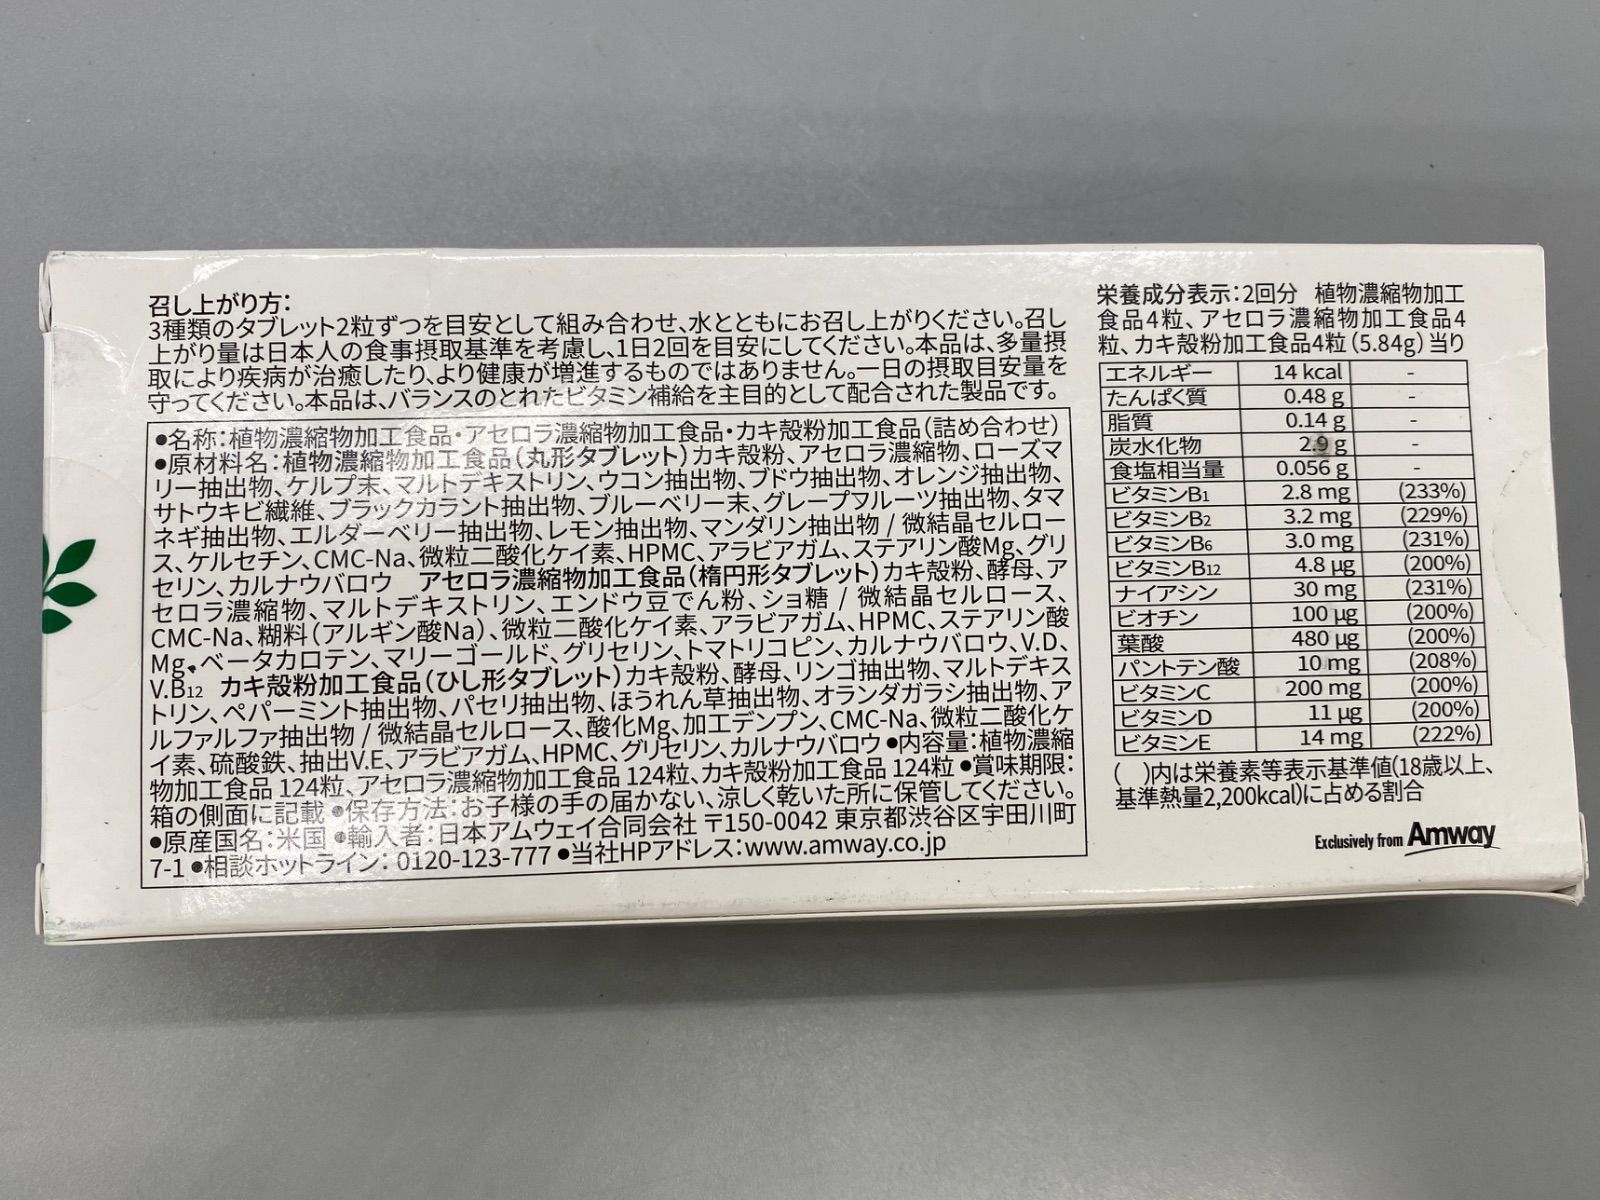 召し上がり方:
3種類のタブレット2粒ずつを目安として組み合わせ、水とともにお召し上がりください。召し
上がり量は日本人の食事摂取基準を考慮し、1日2回を目安にしてください。本品は、多量摂
取により疾病が治癒したり、より健康が増進するものではありません。一日の摂取目安量を
守ってください。本品は、バランスのとれたビタミン補給を主目的として配合された製品です。
●名称:植物濃縮物加工食品・アセロラ濃縮物加工食品・カキ殻粉加工食品(詰め合わせ)
●原材料名:植物濃縮物加工食品(丸形タブレット)カキ殻粉、アセロラ濃縮物、ローズマ
リー抽出物、ケルプ末、マルトデキストリン、ウコン抽出物、ブドウ抽出物、オレンジ抽出物、
サトウキビ繊維、ブラックカラント抽出物、ブルーベリー末、グレープフルーツ抽出物、タマ
ネギ抽出物、エルダーベリー抽出物、レモン抽出物、マンダリン抽出物 / 微結晶セルロー
ス、ケルセチン、CMC-Na、微粒二酸化ケイ素、HPMC、アラビアガム、ステアリン酸Mg、グリ
セリン、カルナウバロウ アセロラ濃縮物加工食品(楕円形タブレット)カキ殻粉、酵母、ア
セロラ濃縮物、マルトデキストリン、エンドウ豆でん粉、ショ糖 / 微結晶セルロース、
CMC-Na、糊料(アルギン酸Na)、微粒二酸化ケイ素、アラビアガム、HPMC、ステアリン酸
Mg、ベータカロテン、マリーゴールド、グリセリン、トマトリコピン、カルナウバロウ、V.D、
V.B12 カキ殻粉加工食品(ひし形タブレット)カキ殻粉、酵母、リンゴ抽出物、マルトデキス
トリン、ペパーミント抽出物、パセリ抽出物、ほうれん草抽出物、オランダガラシ抽出物、ア
ルファルファ抽出物 / 微結晶セルロース、酸化Mg、加工デンプン、CMC-Na、微粒二酸化ケ
イ素、硫酸鉄、抽出V.E、アラビアガム、HPMC、グリセリン、カルナウバロウ ●内容量:植物濃縮
物加工食品 124粒、アセロラ濃縮物加工食品 124粒、カキ殻粉加工食品 124粒 ●賞味期限:
箱の側面に記載 ●保存方法:お子様の手の届かない、涼しく乾いた所に保管してください。
●原産国名:米国 ●輸入者:日本アムウェイ合同会社 〒150-0042 東京都渋谷区宇田川町
7-1 ●相談ホットライン: 0120-123-777 ●当社HPアドレス:www.amway.co.jp
栄養成分表示:2回分 植物濃縮物加工
食品4粒、アセロラ濃縮物加工食品4
粒、カキ殻粉加工食品4粒(5.84g)当り
エネルギー 14 kcal -
たんぱく質 0.48 g -
脂質 0.14 g -
炭水化物 2.9 g -
食塩相当量 0.056 g -
ビタミンB1 2.8 mg (233%)
ビタミンB2 3.2 mg (229%)
ビタミンB6 3.0 mg (231%)
ビタミンB12 4.8 μg (200%)
ナイアシン 30 mg (231%)
ビオチン 100 μg (200%)
葉酸 480 μg (200%)
パントテン酸 10 mg (208%)
ビタミンC 200 mg (200%)
ビタミンD 11 μg (200%)
ビタミンE 14 mg (222%)
( )内は栄養素等表示基準値(18歳以上、
基準熱量2,200kcal)に占める割合
Exclusively from Amway